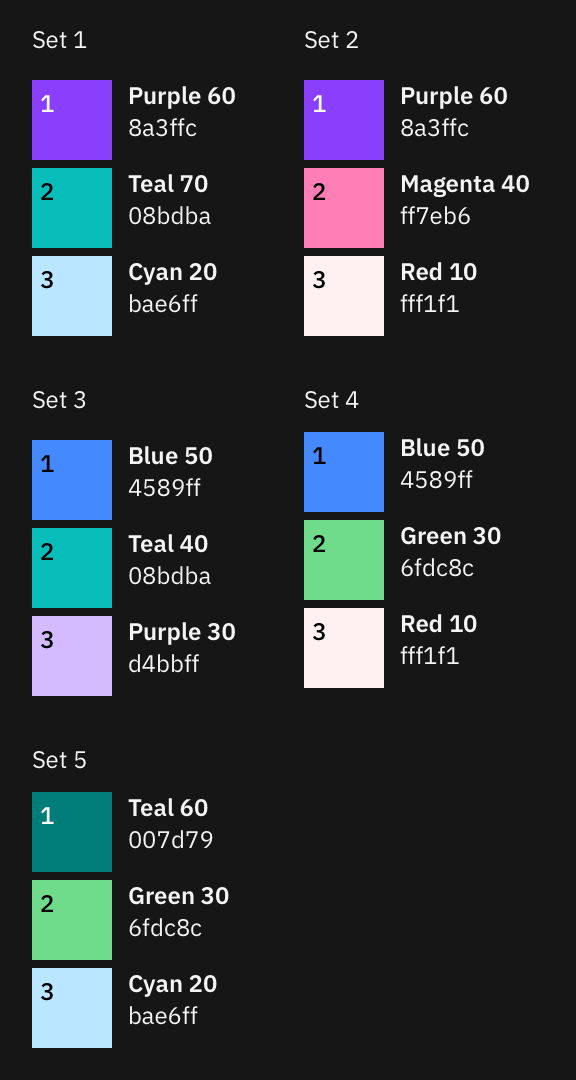 Set 1
1
Purple 60
8a3ffc
2
Teal 70
08bdba
3
Cyan 20
bae6ff
Set 2
1
Purple 60
8a3ffc
2
Magenta 40
ff7eb6
3
Red 10
fff1f1
Set 3
1
Blue 50
4589ff
2
Teal 40
08bdba
3
Purple 30
d4bbff
Set 4
1
Blue 50
4589ff
2
Green 30
6fdc8c
3
Red 10
fff1f1
Set 5
1
Teal 60
007d79
2
Green 30
6fdc8c
3
Cyan 20
bae6ff